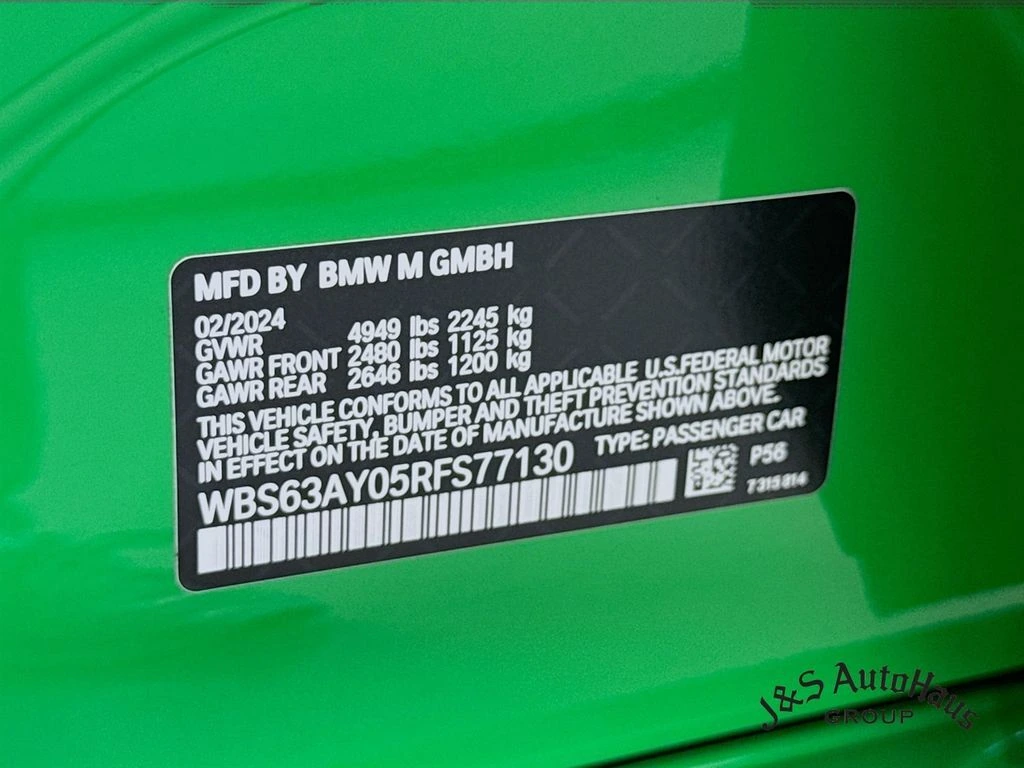 MFD BY BMW M GMBH
02/2024
GVWR 4949 lbs 2245 kg
GAWR FRONT 2480 lbs 1125 kg
GAWR REAR 2646 lbs 1200 kg
THIS VEHICLE CONFORMS TO ALL APPLICABLE U.S.FEDERAL MOTOR
VEHICLE SAFETY, BUMPER AND THEFT PREVENTION STANDARDS
IN EFFECT ON THE DATE OF MANUFACTURE SHOWN ABOVE.
WBS63AY05RFS77130 TYPE: PASSENGER CAR
P56
7315814
J&S AutoHaus
GROUP